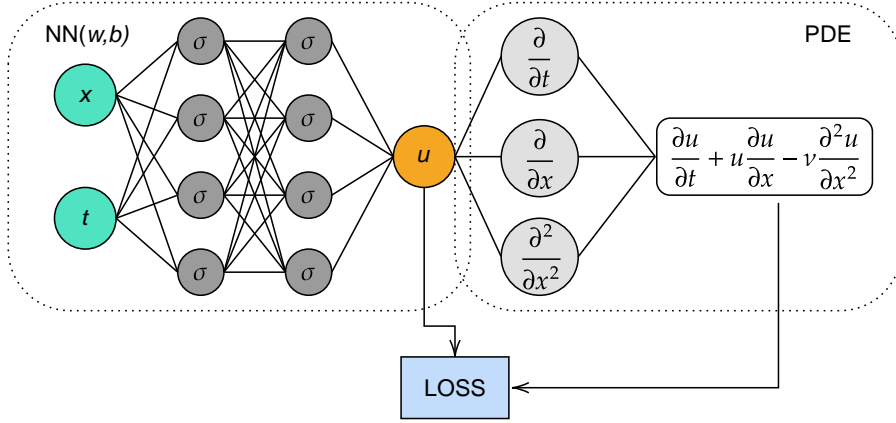 NN(w,b)
PDE
x
t
σ
σ
σ
σ
σ
σ
σ
σ
u
∂/∂t
∂/∂x
∂²/∂x²
∂u/∂t + u ∂u/∂x − ν ∂²u/∂x²
LOSS